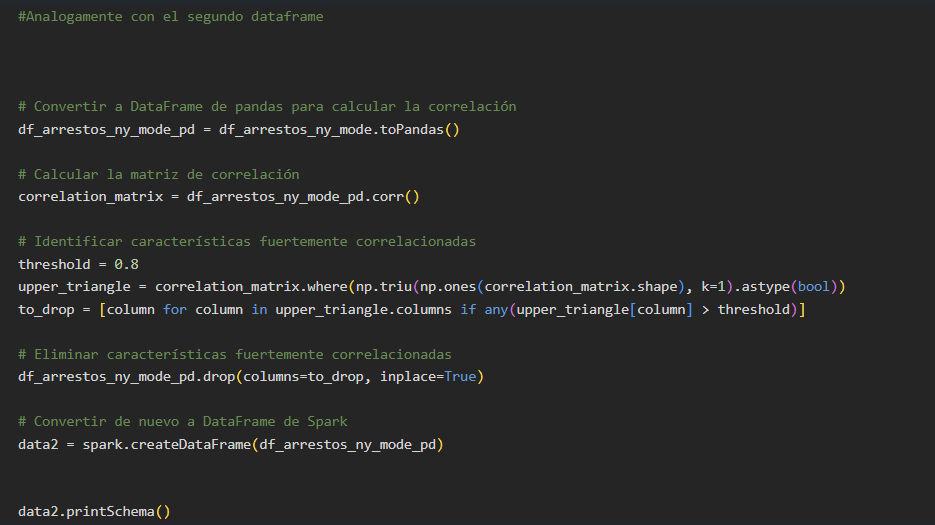 #Analogamente con el segundo dataframe
# Convertir a DataFrame de pandas para calcular la correlación
df_arrestos_ny_mode_pd = df_arrestos_ny_mode.toPandas()
# Calcular la matriz de correlación
correlation_matrix = df_arrestos_ny_mode_pd.corr()
# Identificar características fuertemente correlacionadas
threshold = 0.8
upper_triangle = correlation_matrix.where(np.triu(np.ones(correlation_matrix.shape), k=1).astype(bool))
to_drop = [column for column in upper_triangle.columns if any(upper_triangle[column] > threshold)]
# Eliminar características fuertemente correlacionadas
df_arrestos_ny_mode_pd.drop(columns=to_drop, inplace=True)
# Convertir de nuevo a DataFrame de Spark
data2 = spark.createDataFrame(df_arrestos_ny_mode_pd)
data2.printSchema()